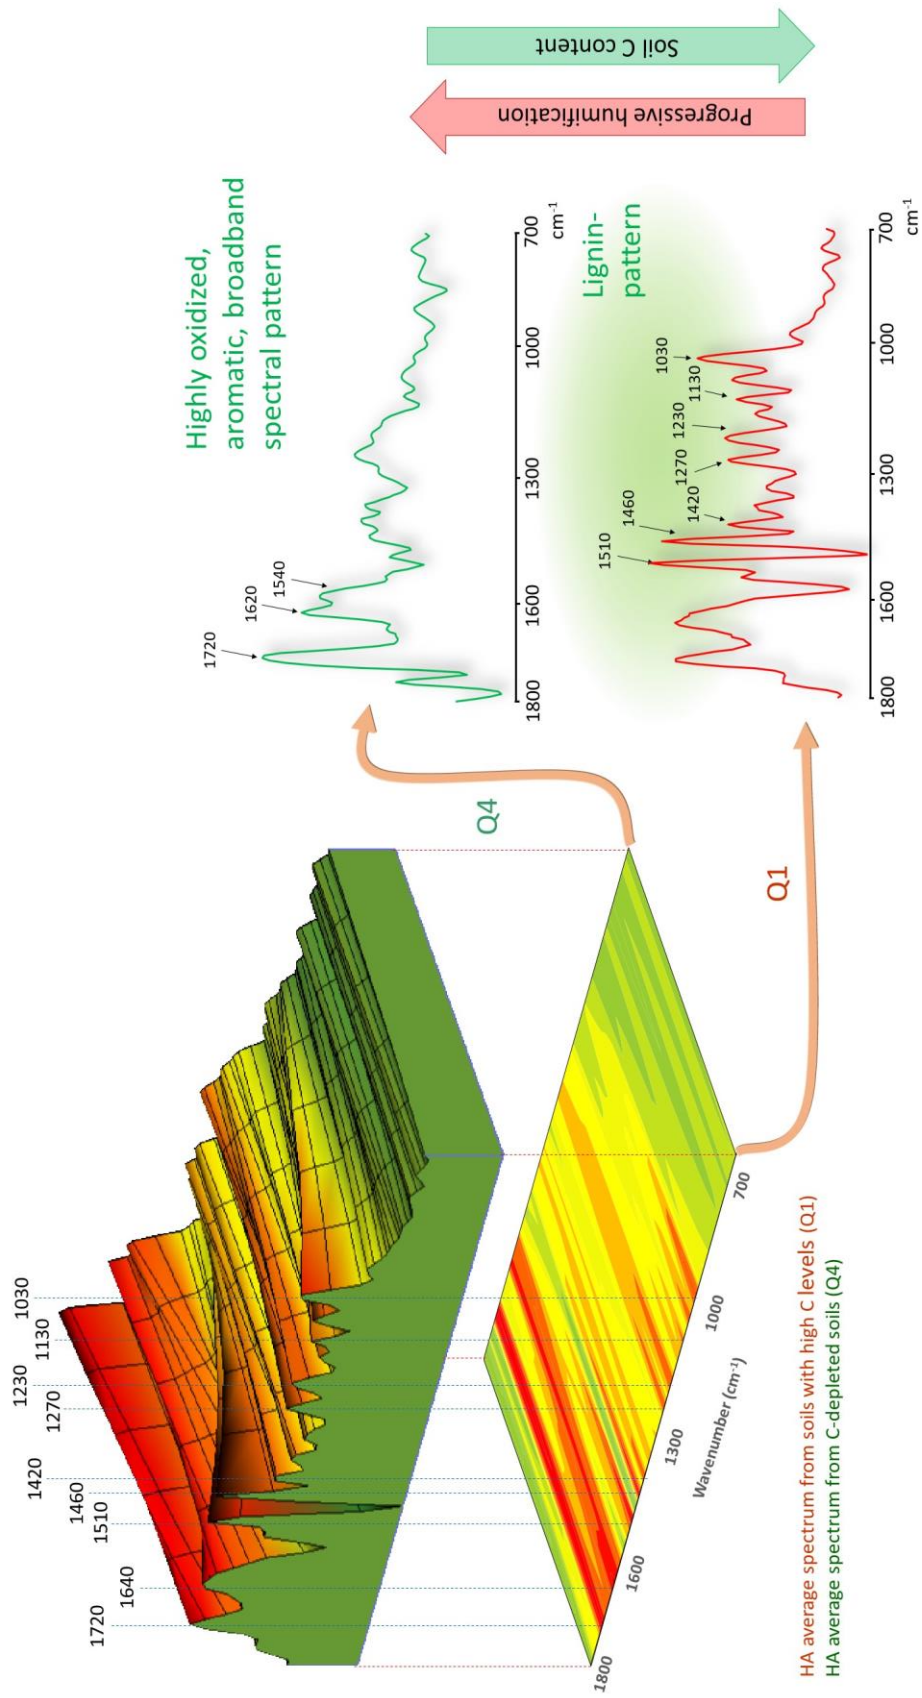 1720
1640
1510
1460
1420
1270
1230
1130
1030
1800
1600
1300
1000
700
Wavenumber (cm⁻¹)
Q4
Q1
HA average spectrum from soils with high C levels (Q1)
HA average spectrum from C-depleted soils (Q4)
Highly oxidized,
aromatic, broadband
spectral pattern
1720
1620
1540
1800
1600
1300
1000
700
cm⁻¹
Lignin-
pattern
1510
1460
1420
1270
1230
1130
1030
1800
1600
1300
1000
700
cm⁻¹
Progressive humification
Soil C content